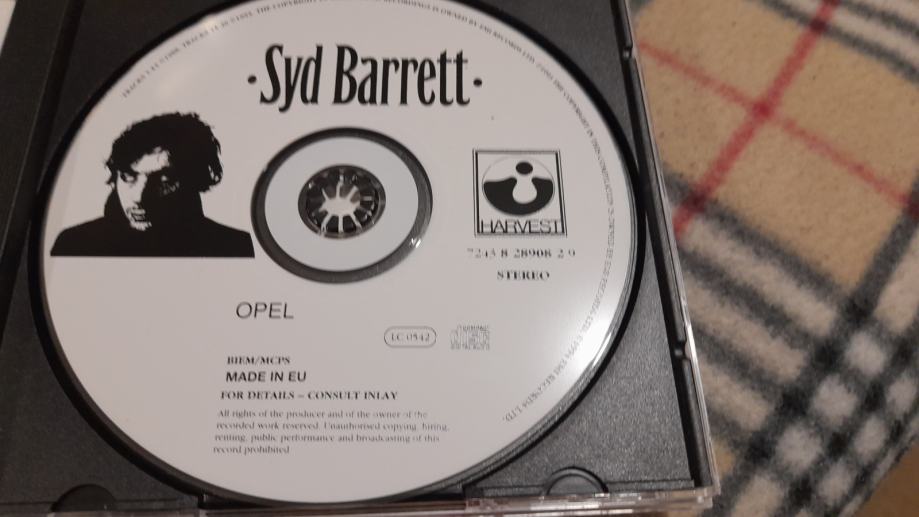 ·Syd Barrett·
HARVEST
7243 8 28908 2 9
STEREO
OPEL
LC 0542
BIEM/MCPS
MADE IN EU
FOR DETAILS – CONSULT INLAY
All rights of the producer and of the owner of the
recorded work reserved. Unauthorised copying, hiring,
renting, public performance and broadcasting of this
record prohibited